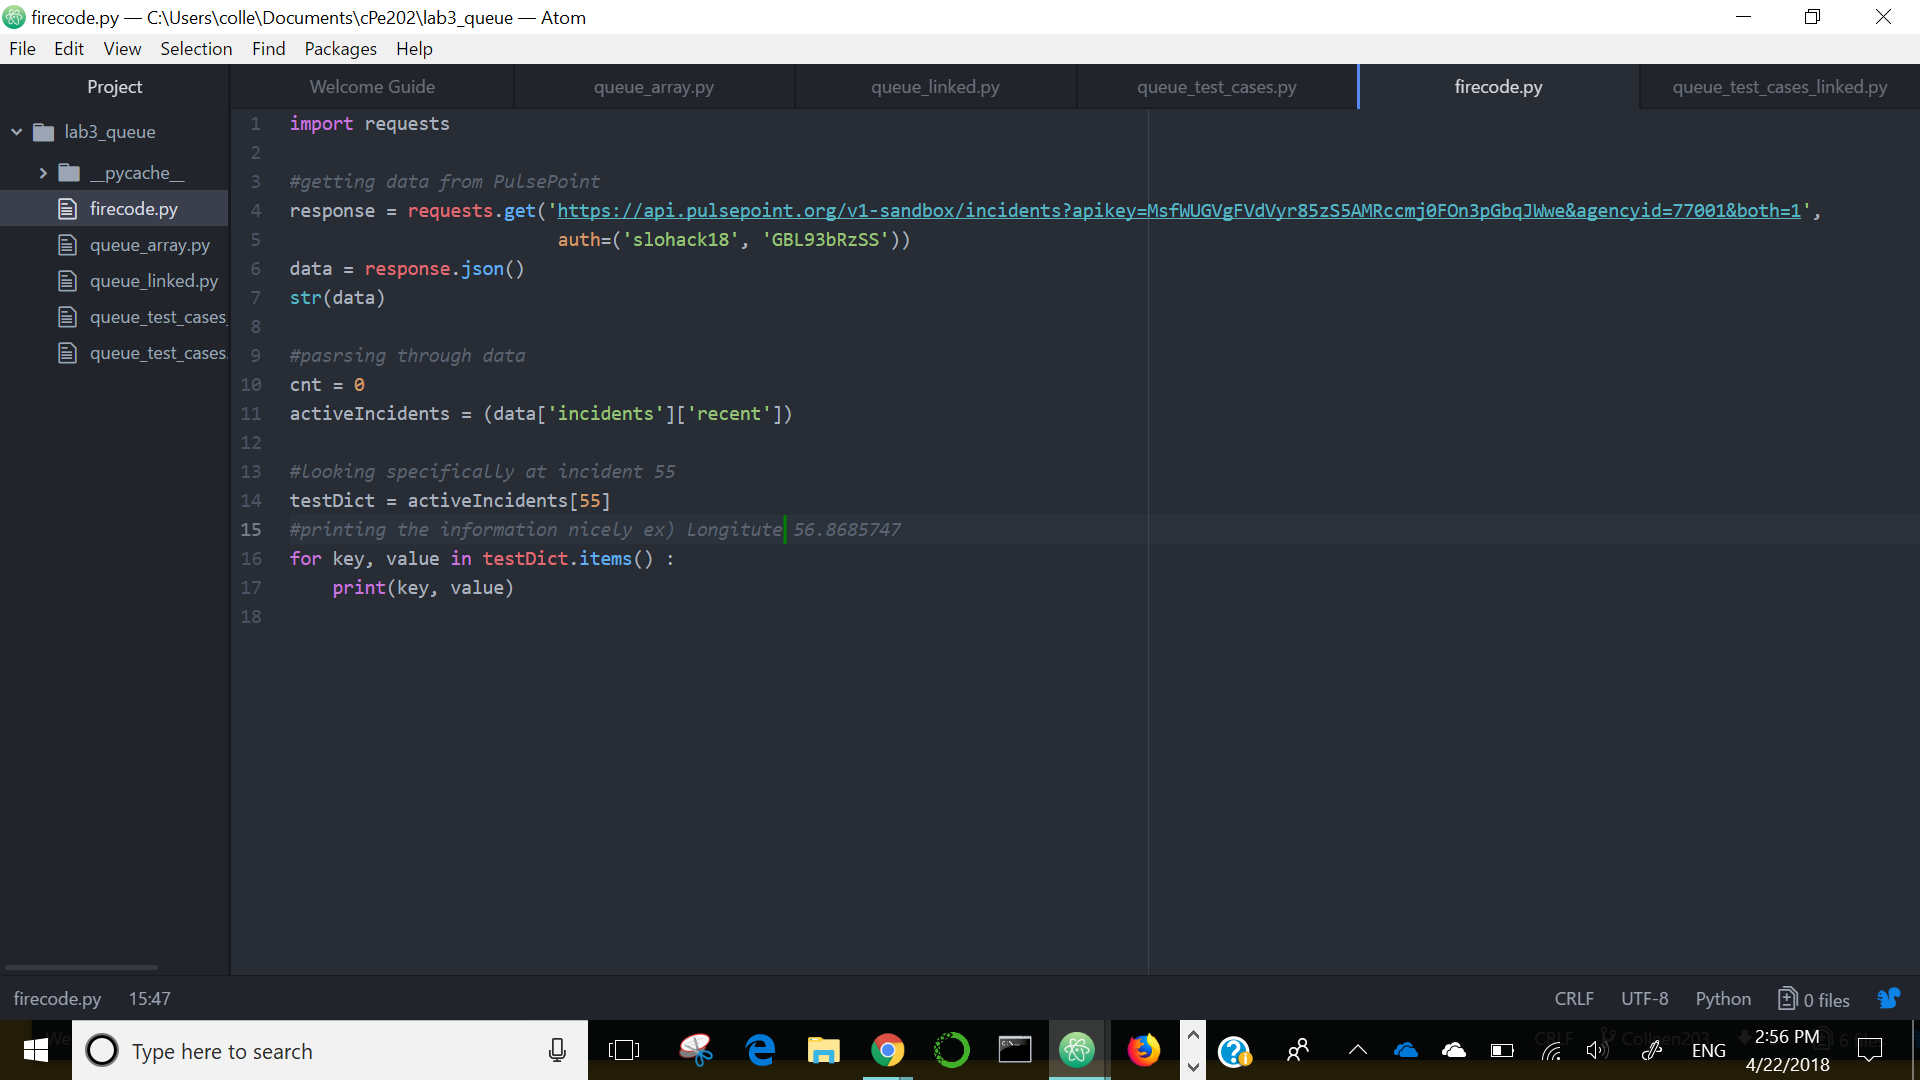 firecode.py — C:\Users\colle\Documents\cPe202\lab3_queue — Atom
File Edit View Selection Find Packages Help
Project
Welcome Guide
queue_array.py
queue_linked.py
queue_test_cases.py
firecode.py
queue_test_cases_linked.py
lab3_queue
__pycache__
firecode.py
queue_array.py
queue_linked.py
queue_test_cases_
queue_test_cases.
1 import requests
2
3 #getting data from PulsePoint
4 response = requests.get('https://api.pulsepoint.org/v1-sandbox/incidents?apikey=MsfWUGVgFVdVyr85zS5AMRccmj0FOn3pGbqJWwe&agencyid=77001&both=1',
5 auth=('slohack18', 'GBL93bRzSS'))
6 data = response.json()
7 str(data)
8
9 #pasrsing through data
10 cnt = 0
11 activeIncidents = (data['incidents']['recent'])
12
13 #looking specifically at incident 55
14 testDict = activeIncidents[55]
15 #printing the information nicely ex) Longitute 56.8685747
16 for key, value in testDict.items() :
17 print(key, value)
18
firecode.py 15:47
CRLF UTF-8 Python 0 files
Type here to search
ENG
2:56 PM
4/22/2018